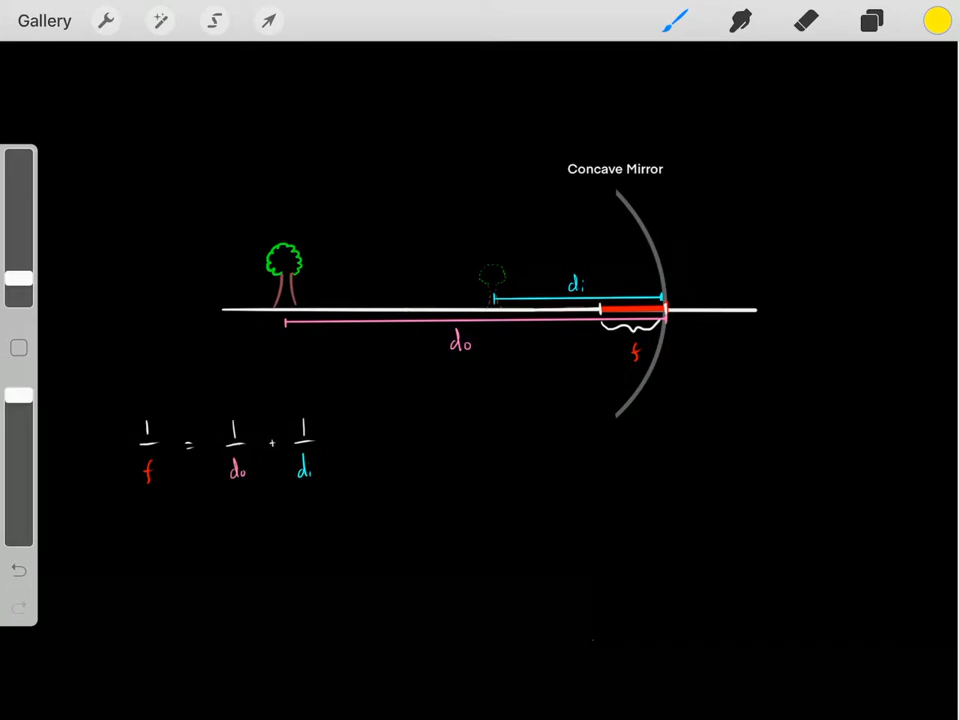 Gallery
Concave Mirror
di
do
f
1/f = 1/do + 1/di